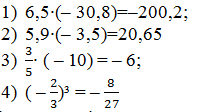 1) 6,5·(– 30,8)=–200,2;
2) 5,9·(– 3,5)=20,65
3) 3/5· ( – 10) = – 6;
4) ( – 2/3)³ = – 8/27